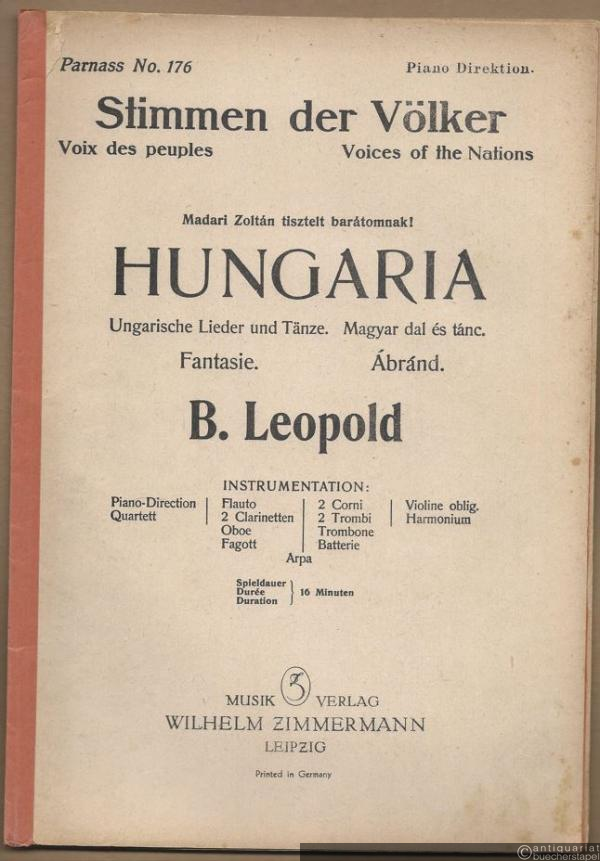 Parnass No. 176 Piano Direktion.
Stimmen der Völker
Voix des peuples Voices of the Nations
Madari Zoltán tisztelt barátomnak!
HUNGARIA
Ungarische Lieder und Tänze. Magyar dal és tánc.
Fantasie. Ábránd.
B. Leopold
INSTRUMENTATION:
Piano-Direction Flauto 2 Corni Violine oblig.
Quartett 2 Clarinetten 2 Trombi Harmonium
Oboe Trombone
Fagott Batterie
Arpa
Spieldauer
Durée 16 Minuten
Duration
Z
MUSIK VERLAG
WILHELM ZIMMERMANN
LEIPZIG
Printed in Germany
©antiquariat
buecherstapel